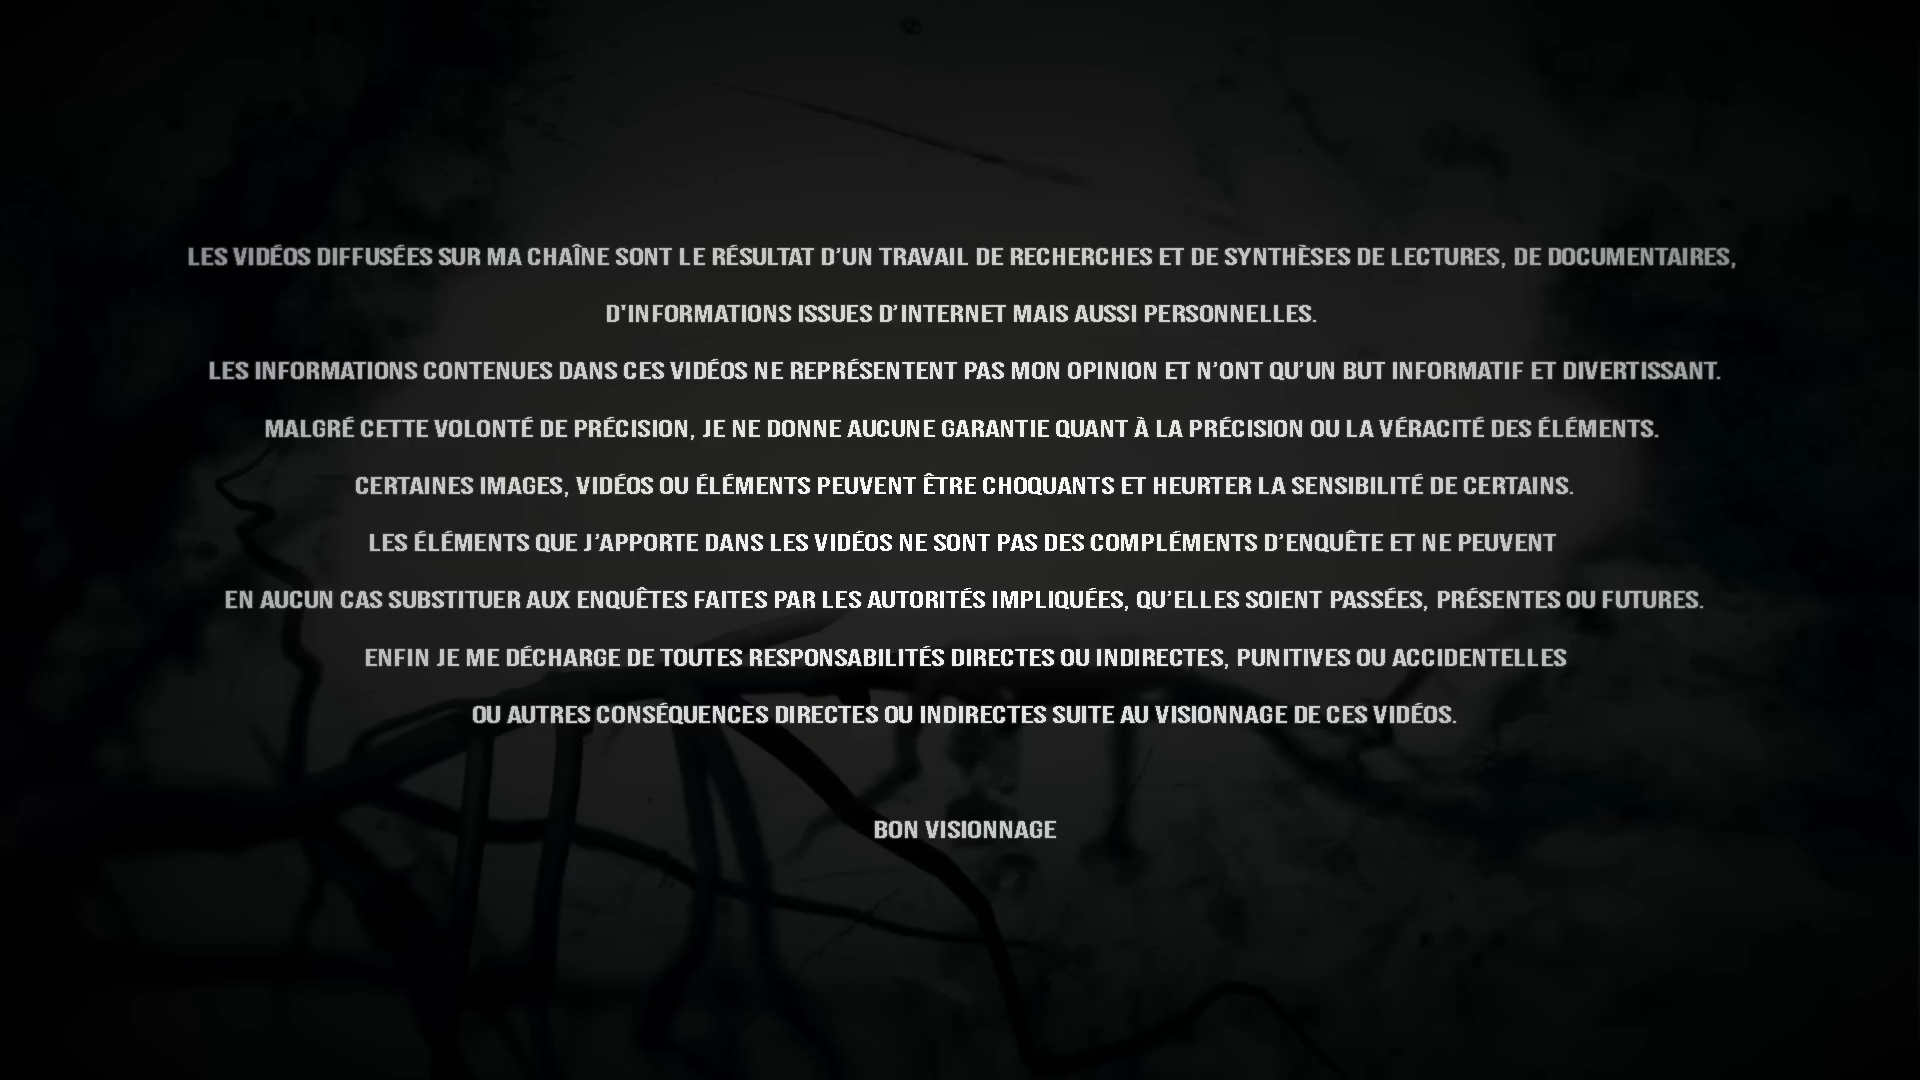 LES VIDÉOS DIFFUSÉES SUR MA CHAÎNE SONT LE RÉSULTAT D’UN TRAVAIL DE RECHERCHES ET DE SYNTHÈSES DE LECTURES, DE DOCUMENTAIRES,
D'INFORMATIONS ISSUES D’INTERNET MAIS AUSSI PERSONNELLES.
LES INFORMATIONS CONTENUES DANS CES VIDÉOS NE REPRÉSENTENT PAS MON OPINION ET N’ONT QU’UN BUT INFORMATIF ET DIVERTISSANT.
MALGRÉ CETTE VOLONTÉ DE PRÉCISION, JE NE DONNE AUCUNE GARANTIE QUANT À LA PRÉCISION OU LA VÉRACITÉ DES ÉLÉMENTS.
CERTAINES IMAGES, VIDÉOS OU ÉLÉMENTS PEUVENT ÊTRE CHOQUANTS ET HEURTER LA SENSIBILITÉ DE CERTAINS.
LES ÉLÉMENTS QUE J’APPORTE DANS LES VIDÉOS NE SONT PAS DES COMPLÉMENTS D’ENQUÊTE ET NE PEUVENT
EN AUCUN CAS SUBSTITUER AUX ENQUÊTES FAITES PAR LES AUTORITÉS IMPLIQUÉES, QU’ELLES SOIENT PASSÉES, PRÉSENTES OU FUTURES.
ENFIN JE ME DÉCHARGE DE TOUTES RESPONSABILITÉS DIRECTES OU INDIRECTES, PUNITIVES OU ACCIDENTELLES
OU AUTRES CONSÉQUENCES DIRECTES OU INDIRECTES SUITE AU VISIONNAGE DE CES VIDÉOS.
BON VISIONNAGE